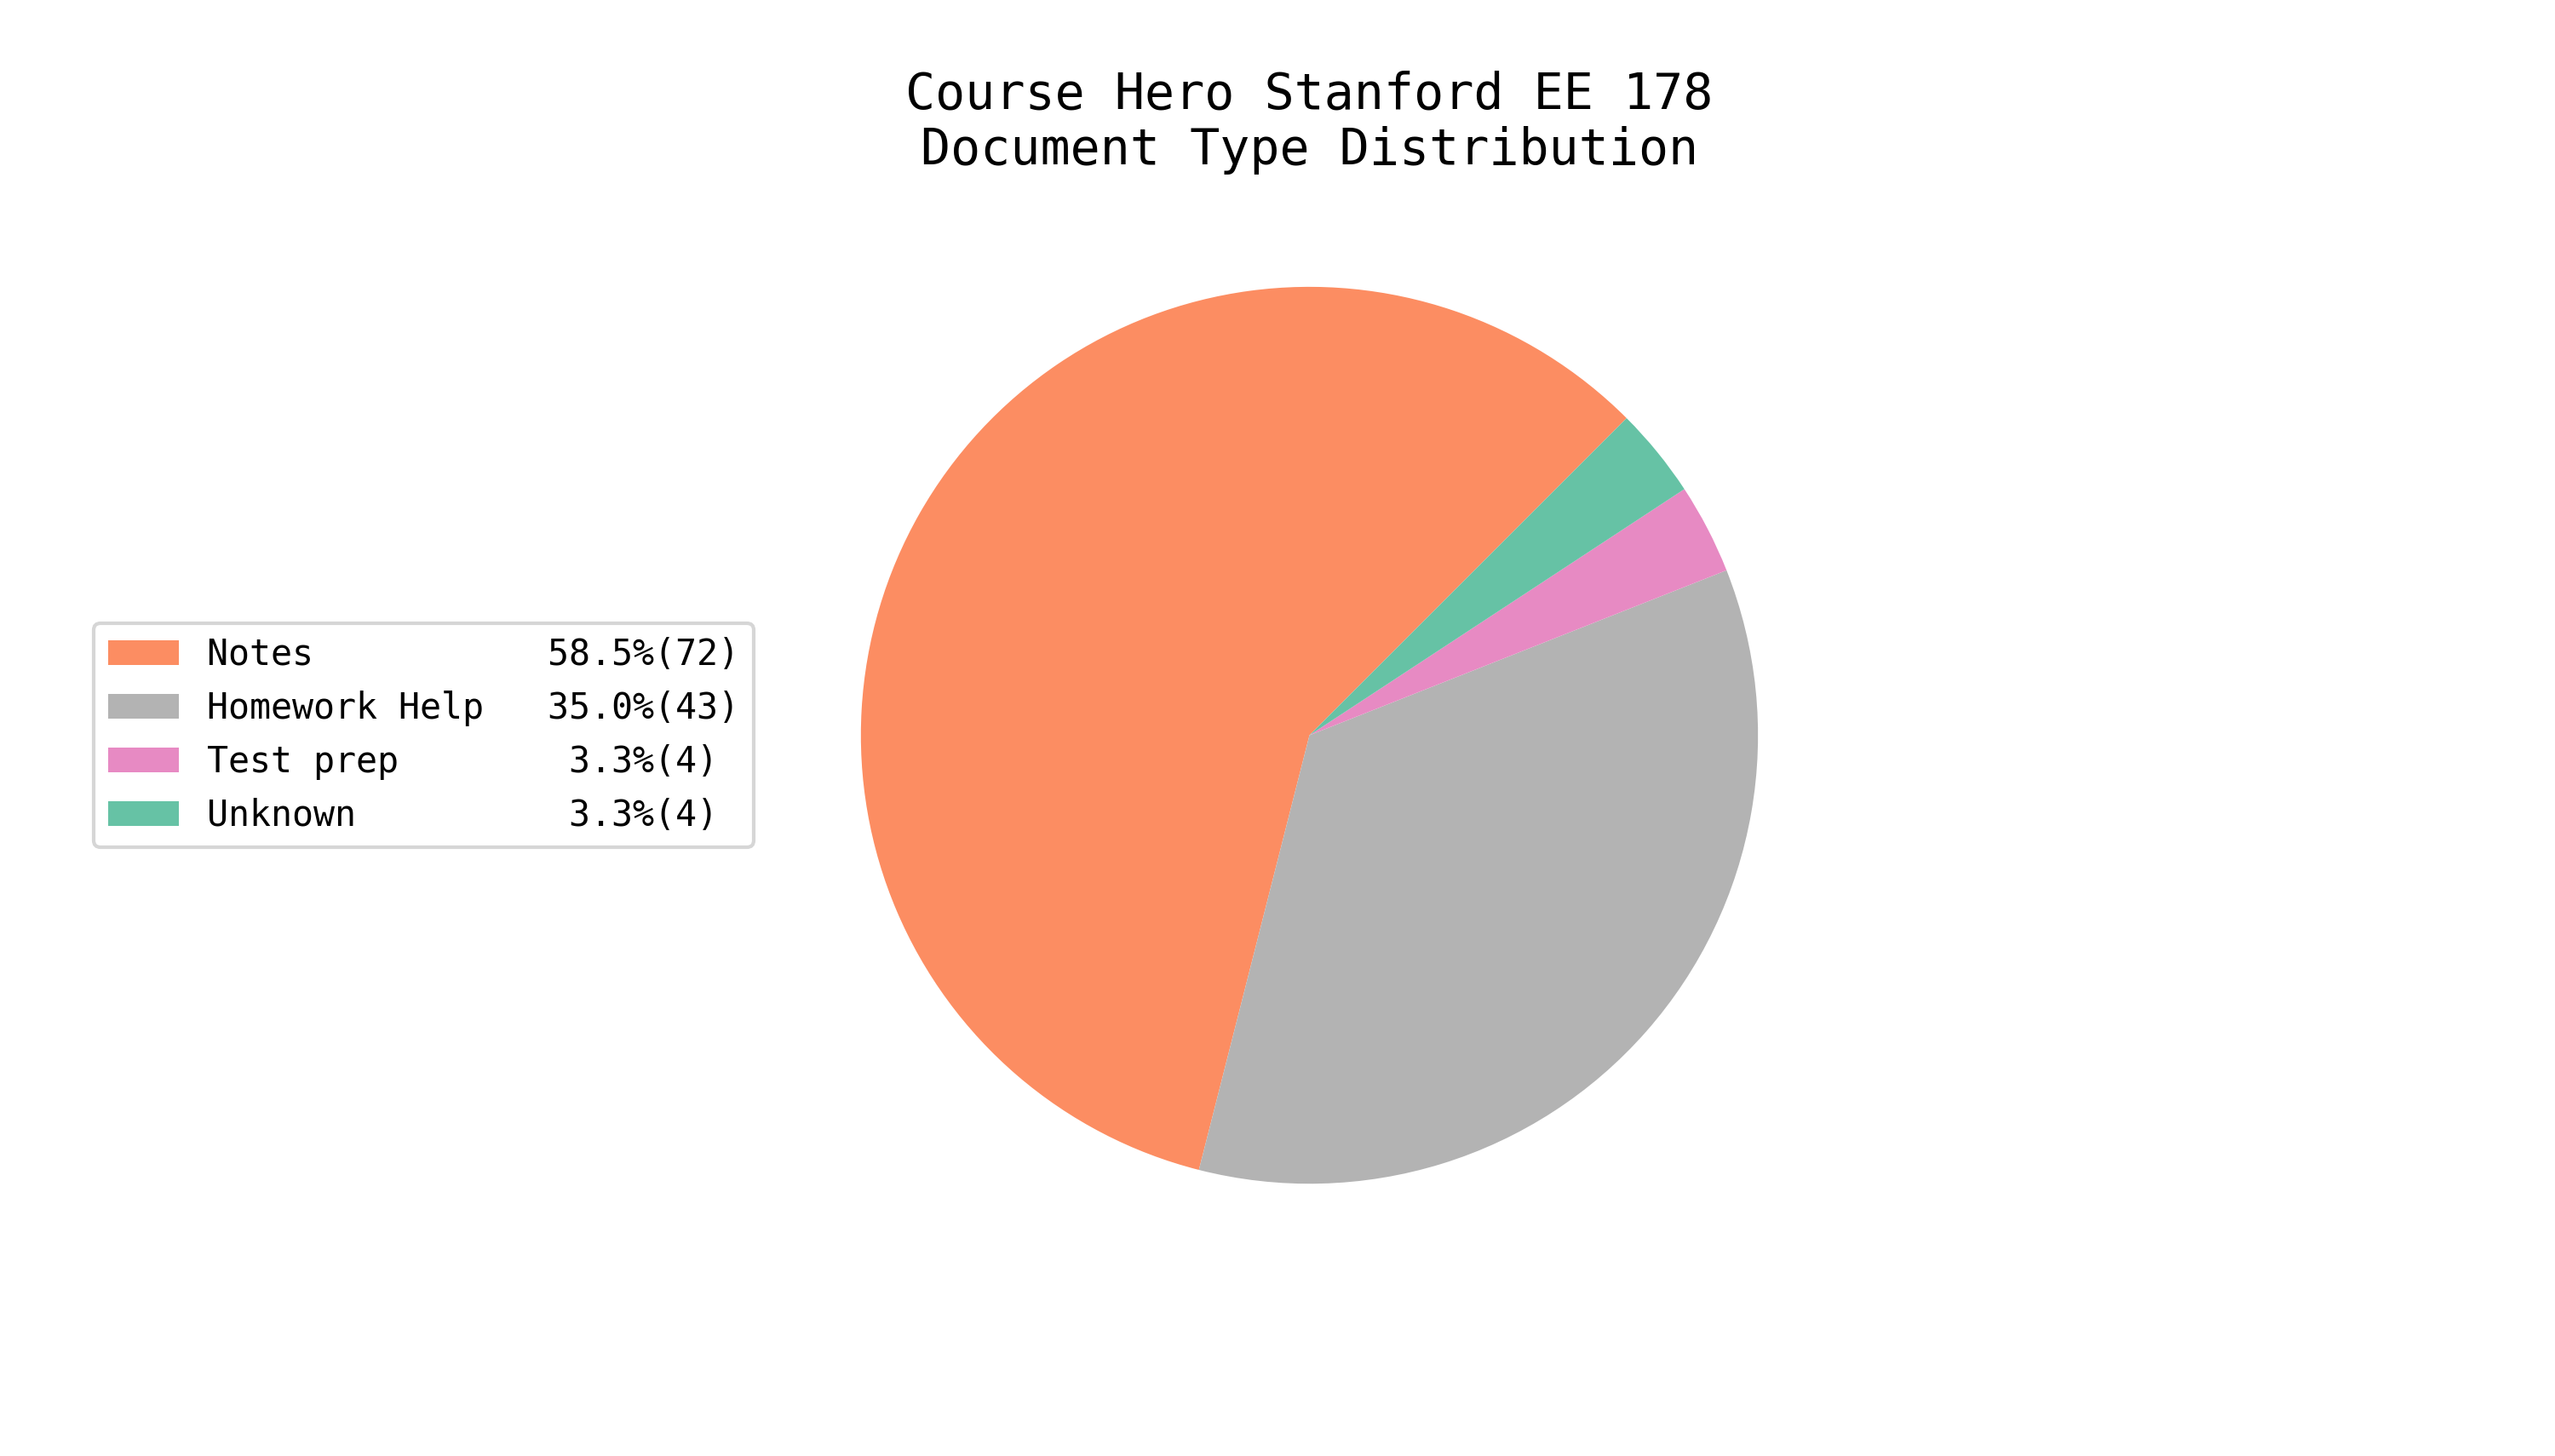 Course Hero Stanford EE 178
Document Type Distribution
Notes 58.5%(72)
Homework Help 35.0%(43)
Test prep 3.3%(4)
Unknown 3.3%(4)